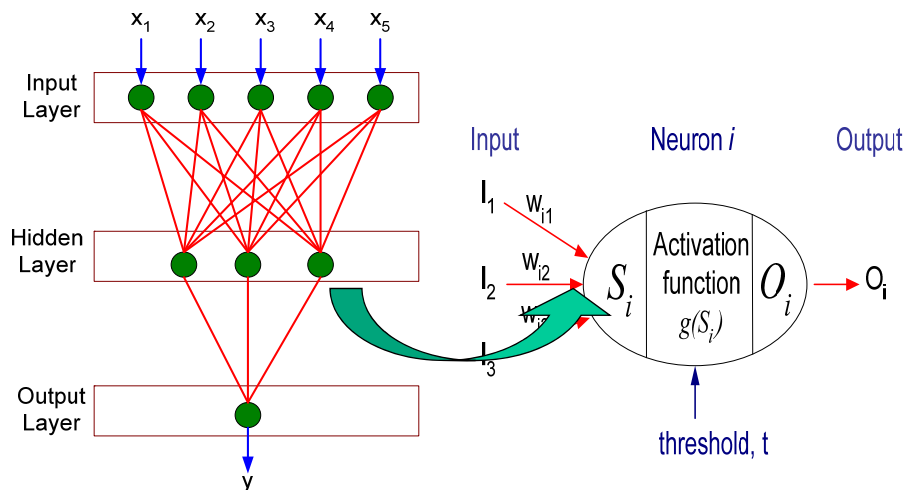 x₁ x₂ x₃ x₄ x₅
Input
Layer
Hidden
Layer
Output
Layer
y
Input Neuron i Output
I₁ wᵢ₁
I₂ wᵢ₂
I₃
Sᵢ
Activation
function
g(Sᵢ)
Oᵢ
Oᵢ
threshold, t